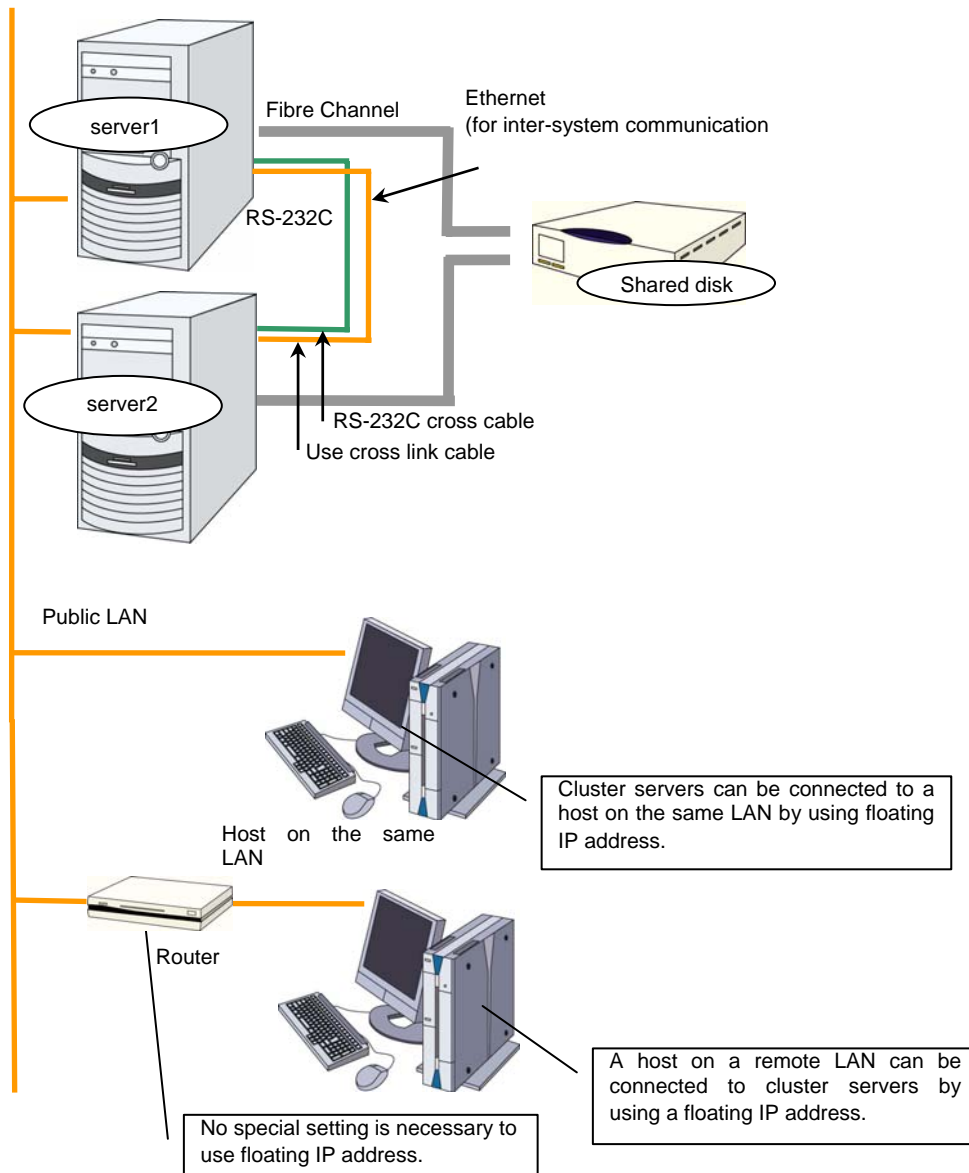 Fibre Channel
Ethernet
(for inter-system communication
server1
RS-232C
Shared disk
server2
RS-232C cross cable
Use cross link cable
Public LAN
Cluster servers can be connected to a
host on the same LAN by using floating
IP address.
Host on the same
LAN
Router
A host on a remote LAN can be
connected to cluster servers by
using a floating IP address.
No special setting is necessary to
use floating IP address.